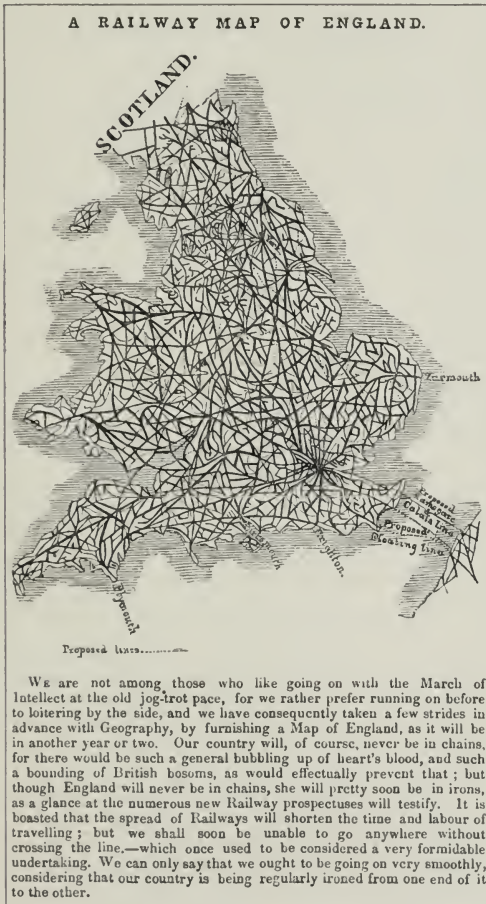 A RAILWAY MAP OF ENGLAND.
SCOTLAND.
Yarmouth
Proposed
Calais Line
Proposed
Floating line
Brighton.
Plymouth
Proposed lines
WE are not among those who like going on with the March of
Intellect at the old jog-trot pace, for we rather prefer running on before
to loitering by the side, and we have consequently taken a few strides in
advance with Geography, by furnishing a Map of England, as it will be
in another year or two. Our country will, of course, never be in chains,
for there would be such a general bubbling up of heart's blood, and such
a bounding of British bosoms, as would effectually prevent that; but
though England will never be in chains, she will pretty soon be in irons,
as a glance at the numerous new Railway prospectuses will testify. It is
boasted that the spread of Railways will shorten the time and labour of
travelling; but we shall soon be unable to go anywhere without
crossing the line,—which once used to be considered a very formidable
undertaking. We can only say that we ought to be going on very smoothly,
considering that our country is being regularly ironed from one end of it
to the other.